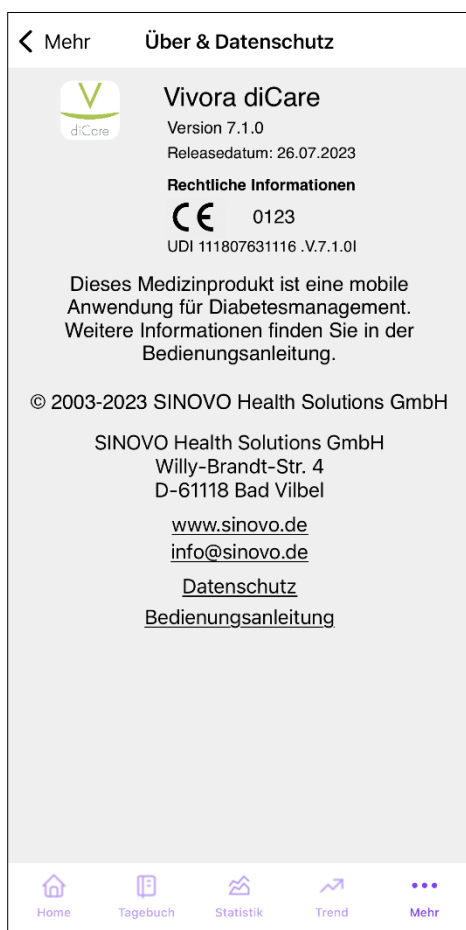 Mehr
Über & Datenschutz
V
diCare
Vivora diCare
Version 7.1.0
Releasedatum: 26.07.2023
Rechtliche Informationen
CE 0123
UDI 111807631116 .V.7.1.0I
Dieses Medizinprodukt ist eine mobile
Anwendung für Diabetesmanagement.
Weitere Informationen finden Sie in der
Bedienungsanleitung.
© 2003-2023 SINOVO Health Solutions GmbH
SINOVO Health Solutions GmbH
Willy-Brandt-Str. 4
D-61118 Bad Vilbel
www.sinovo.de
info@sinovo.de
Datenschutz
Bedienungsanleitung
Home Tagebuch Statistik Trend Mehr